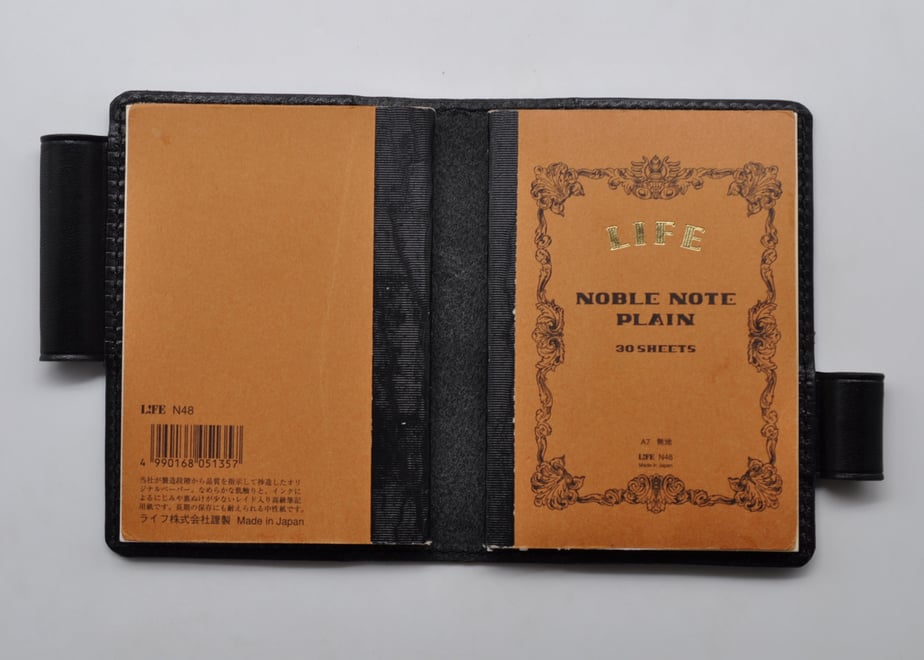 L!FE N48
4 990168 051357
当社が製造段階から品質を指示して抄造したオリ
ジナルペーパー。なめらかな肌触りと、インクに
よるにじみや裏ぬけが少ないレイド入り高級筆記
用紙です。長期の保存にも耐えられる中性紙です。
ライフ株式会社謹製 Made in Japan
LIFE
NOBLE NOTE
PLAIN
30 SHEETS
A7 無地
L!FE N48
Made in Japan